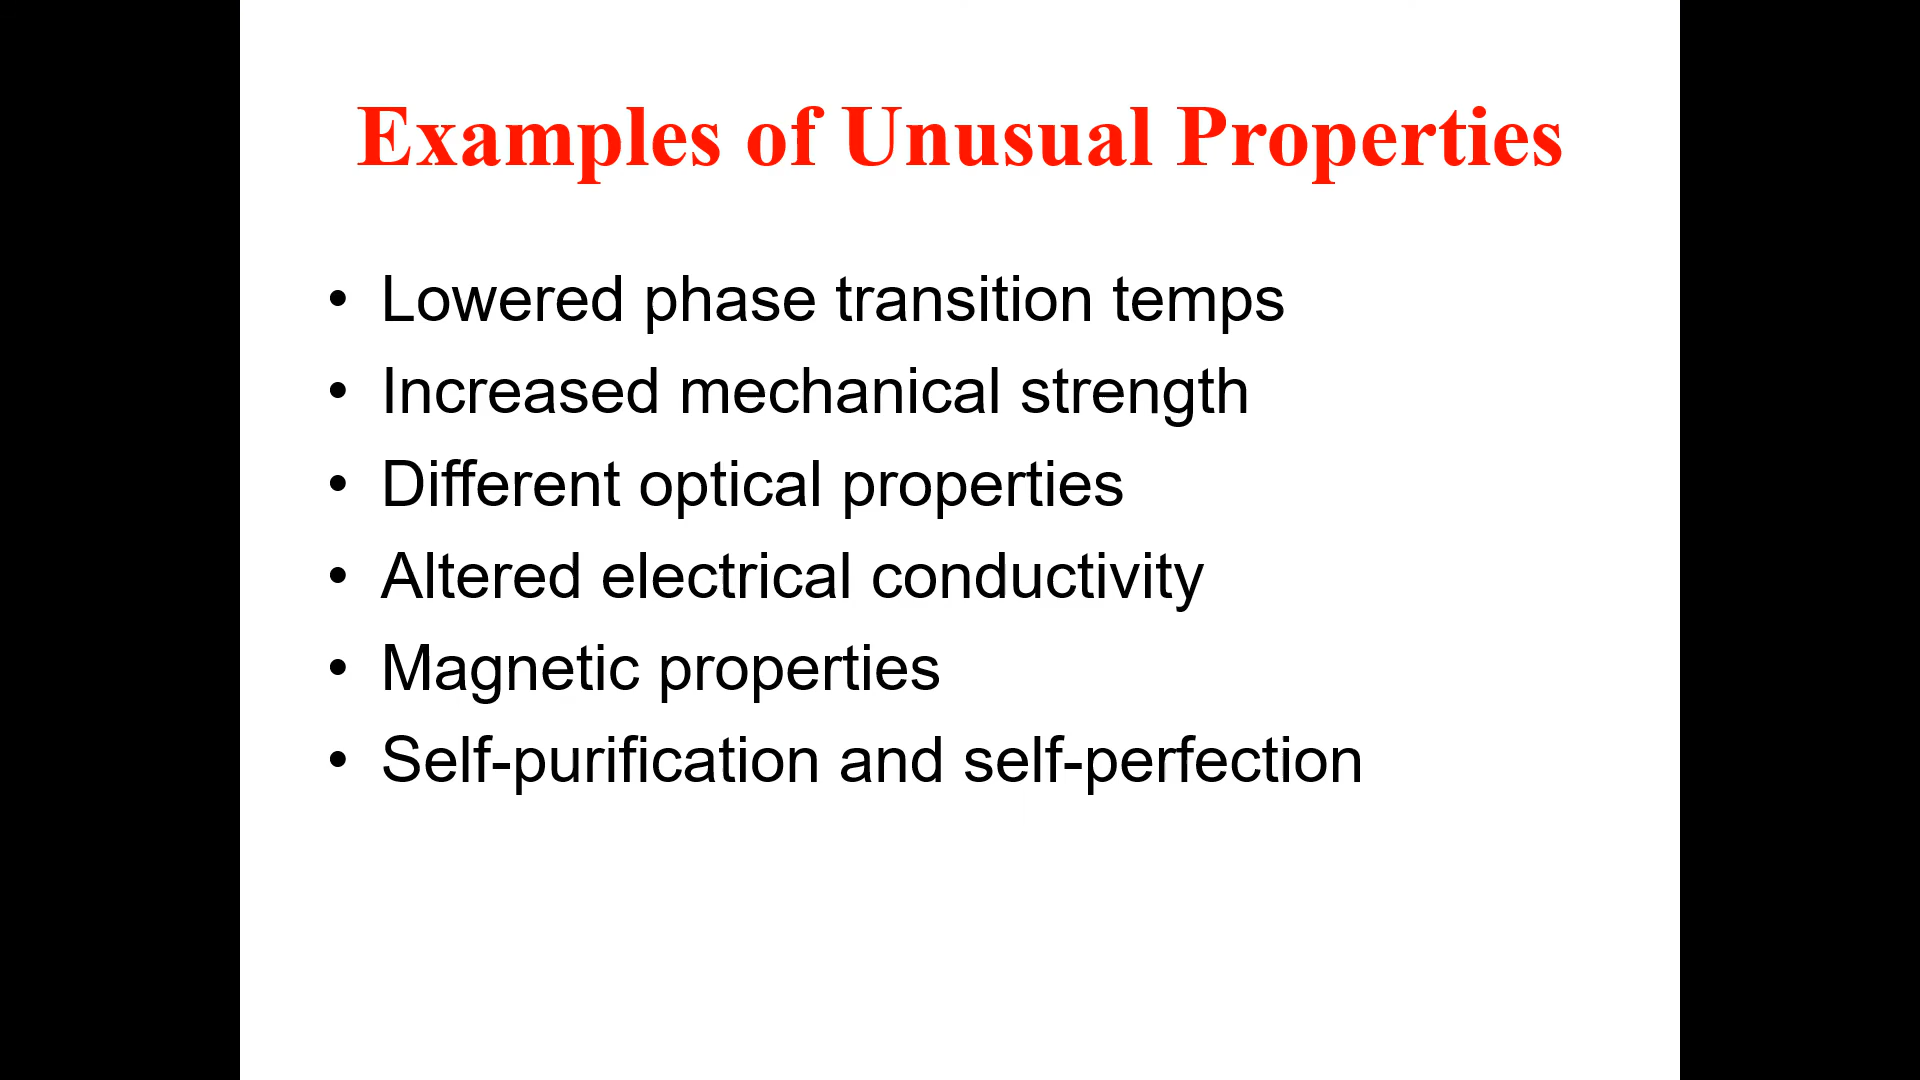 Examples of Unusual Properties
• Lowered phase transition temps
• Increased mechanical strength
• Different optical properties
• Altered electrical conductivity
• Magnetic properties
• Self-purification and self-perfection